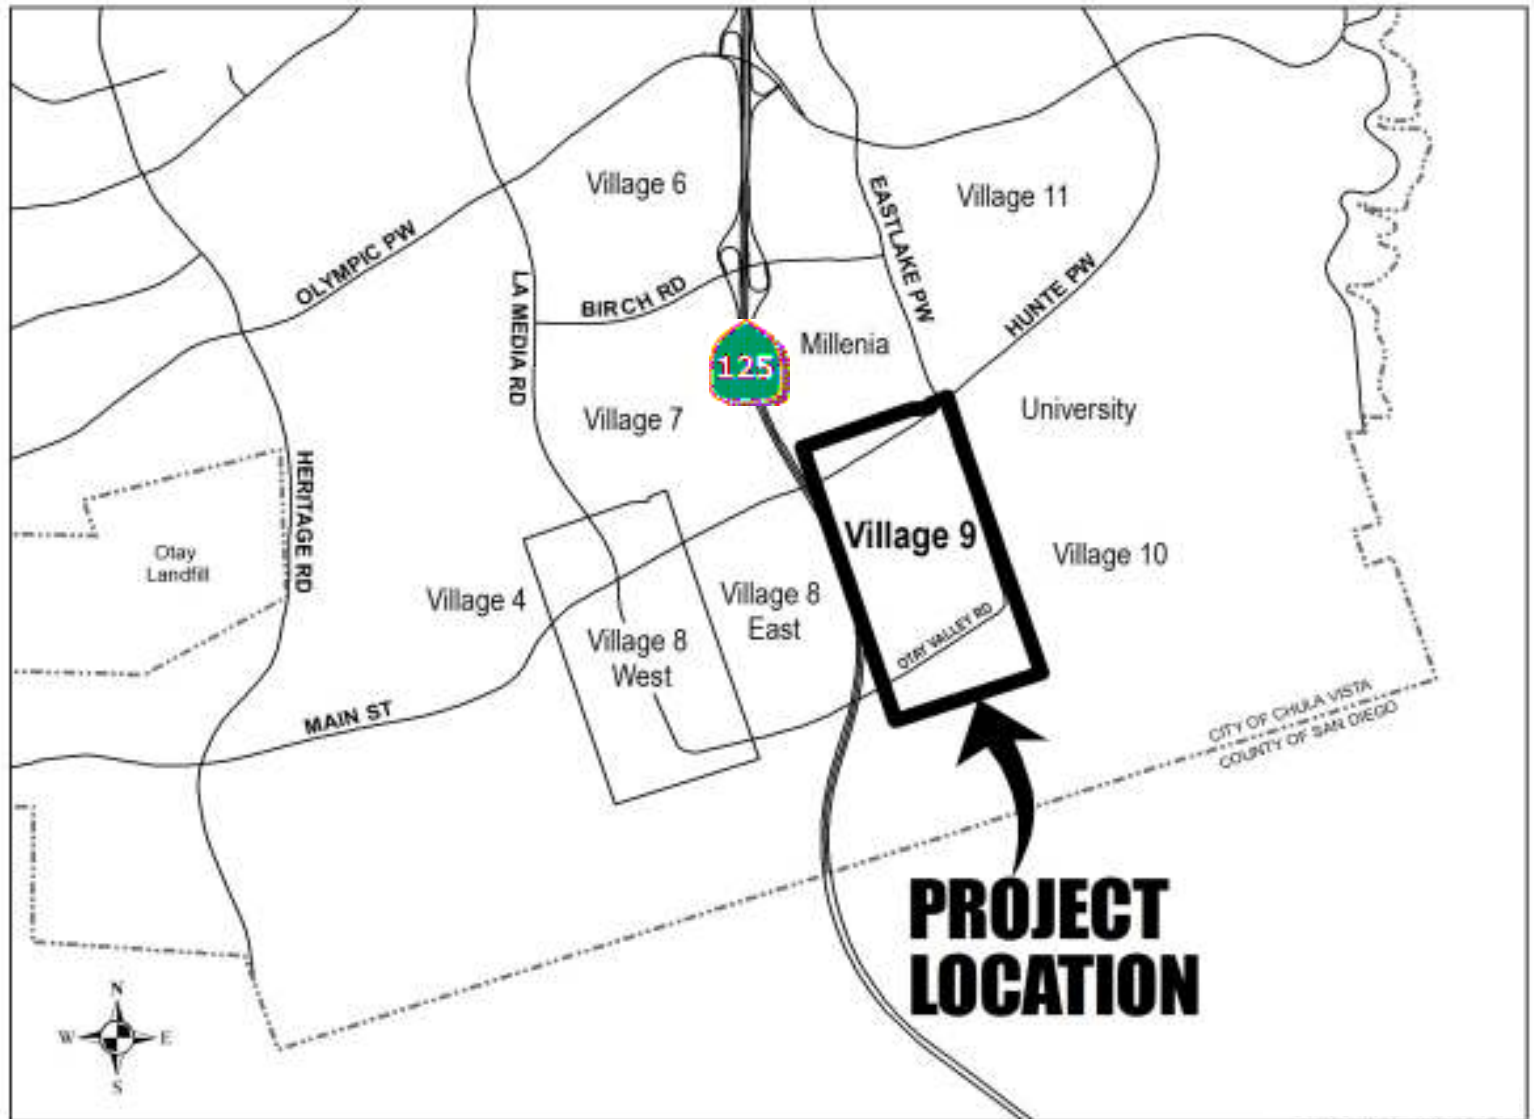 Village 6
EASTLAKE PW
Village 11
OLYMPIC PW
LA MEDIA RD
BIRCH RD
HUNTE PW
125
Millenia
Village 7
University
HERITAGE RD
Otay
Landfill
Village 9
Village 10
Village 4
Village 8
East
Village 8
West
OTAY VALLEY RD
MAIN ST
CITY OF CHULA VISTA
COUNTY OF SAN DIEGO
PROJECT
LOCATION
N
W E
S